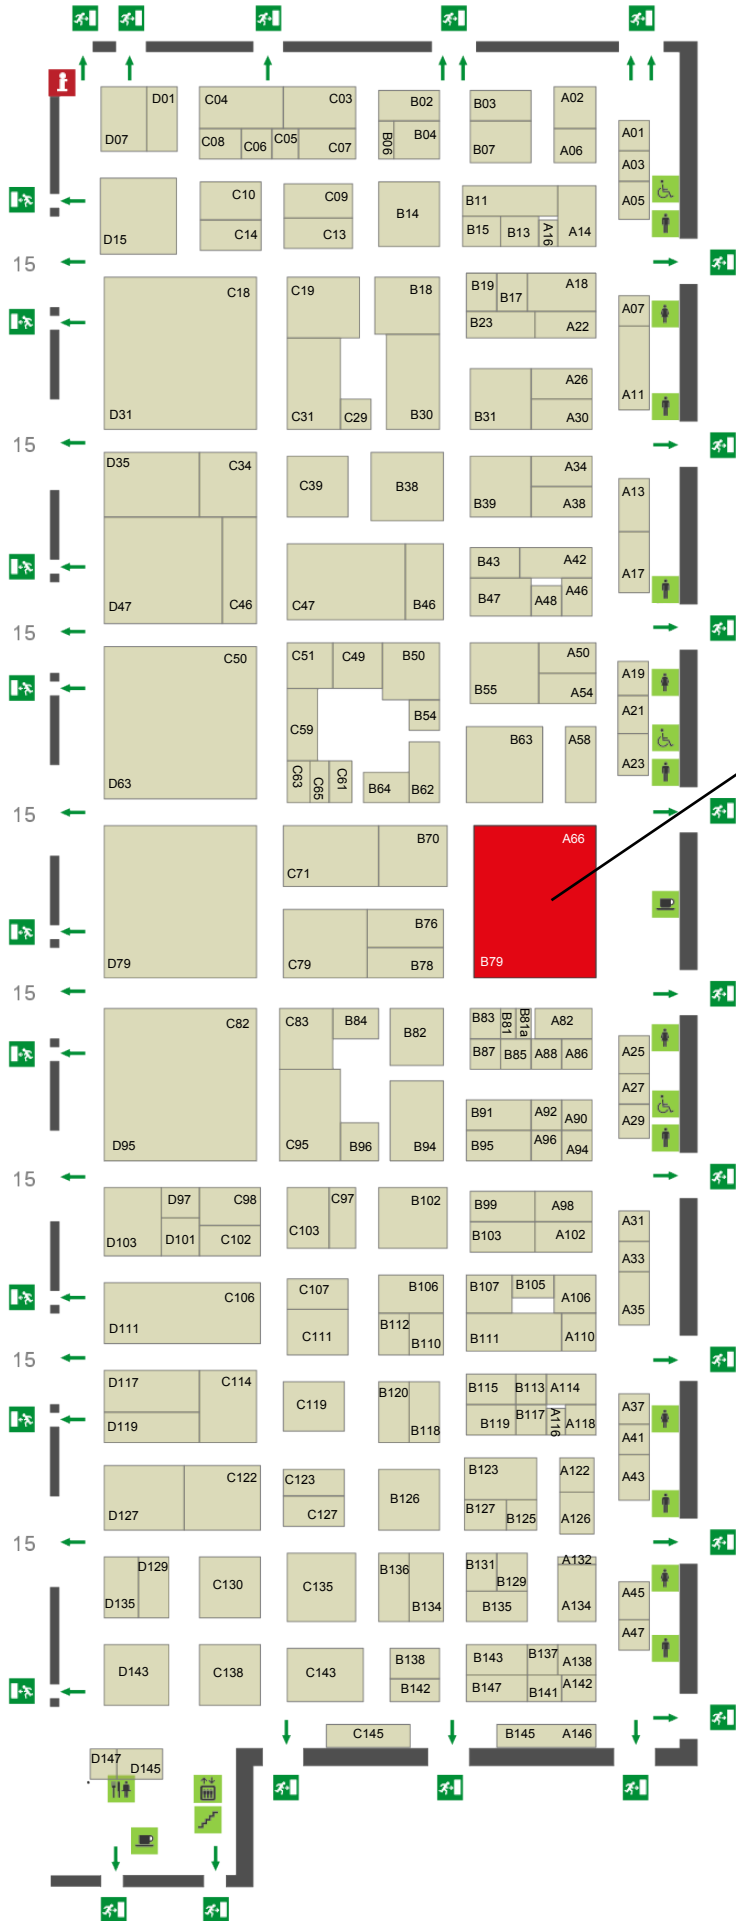 D01
D07
C04
C03
C08
C06
C05
C07
B02
B06
B04
B03
B07
A02
A06
A01
A03
A05
D15
C10
C14
C09
C13
B14
B11
B15
B13
A16
A14
15
C18
D31
C19
C31
C29
B18
B30
B19
B17
A18
B23
A22
A07
A11
B31
A26
A30
15
D35
C34
D47
C46
C39
B38
B39
A34
A38
A13
A17
C47
B46
B43
A42
B47
A48
A46
15
C50
D63
C51
C49
B50
B54
C59
C63
C65
C61
B64
B62
B55
A50
A54
B63
A58
A19
A21
A23
15
D79
C71
B70
C79
B76
B78
A66
B79
15
C82
D95
C83
B84
B82
C95
B96
B94
B83
B81
B81a
A82
B87
B85
A88
A86
B91
A92
A90
B95
A96
A94
A25
A27
A29
15
D103
D97
C98
D101
C102
C103
C97
B102
B99
A98
B103
A102
A31
A33
A35
C106
D111
C107
C111
B106
B112
B110
B107
B105
A106
B111
A110
15
D117
C114
D119
C119
B120
B118
B115
B113
A114
B119
B117
A116
A118
A37
A41
A43
C122
D127
C123
C127
B126
B123
B127
B125
A122
A126
15
D129
D135
C130
C135
B136
B134
B131
B129
B135
A132
A134
A45
A47
D143
C138
C143
B138
B142
B143
B137
A138
B147
B141
A142
C145
B145
A146
D147
D145